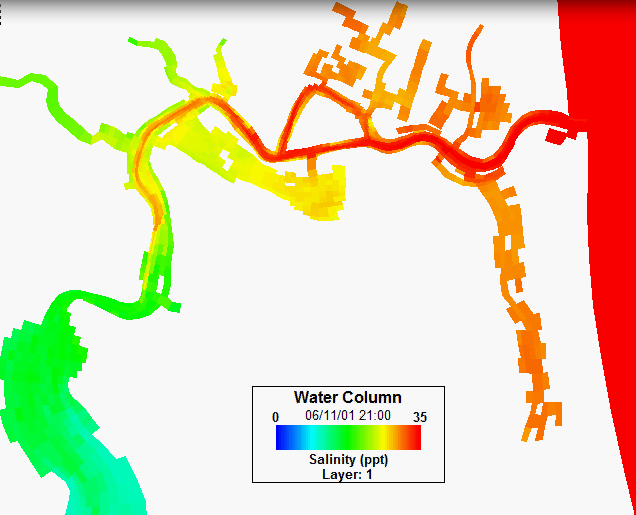 Water Column
0 06/11/01 21:00 35
Salinity (ppt)
Layer: 1